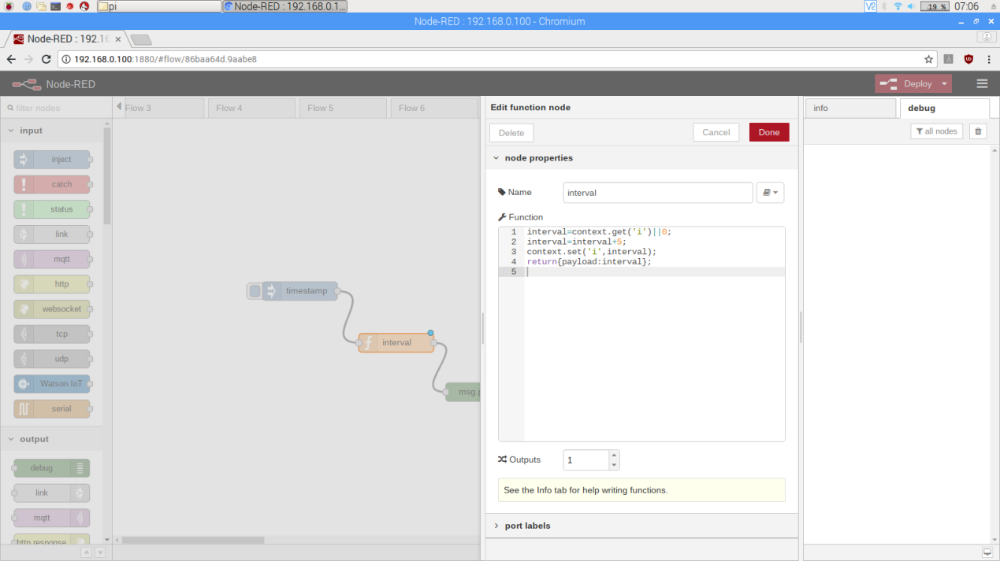 pi
Node-RED : 192.168.0.1...
19 %
07:06
Node-RED : 192.168.0.100 - Chromium
Node-RED : 192.16
192.168.0.100:1880/#flow/86baa64d.9aabe8
Node-RED
Deploy
filter nodes
Flow 3
Flow 4
Flow 5
Flow 6
Edit function node
info
debug
Delete
Cancel
Done
all nodes
input
inject
catch
status
link
mqtt
http
websocket
tcp
udp
Watson IoT
serial
output
debug
link
mqtt
http response
timestamp
interval
msg.p
node properties
Name
interval
Function
1 interval=context.get('i')||0;
2 interval=interval+5;
3 context.set('i',interval);
4 return{payload:interval};
5
Outputs
1
See the Info tab for help writing functions.
port labels